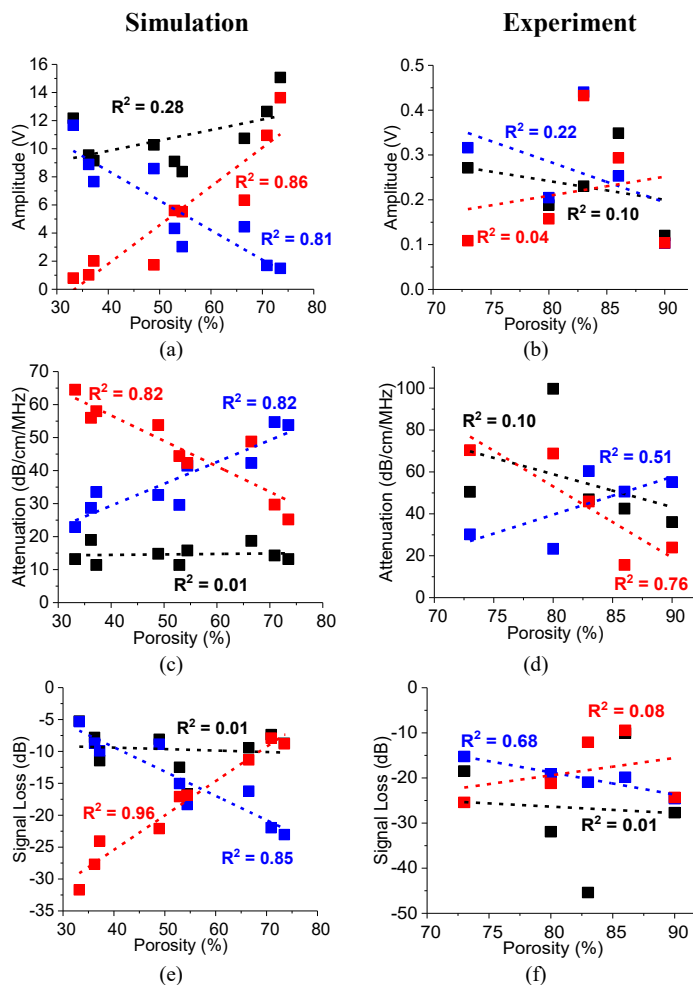 Simulation
Experiment
16
14
12
10
8
6
4
2
0
Amplitude (V)
R² = 0.28
R² = 0.86
R² = 0.81
30 40 50 60 70 80
Porosity (%)
(a)
0.5
0.4
0.3
0.2
0.1
0.0
Amplitude (V)
R² = 0.22
R² = 0.10
R² = 0.04
70 75 80 85 90
Porosity (%)
(b)
70
60
50
40
30
20
10
0
Attenuation (dB/cm/MHz)
R² = 0.82
R² = 0.82
R² = 0.01
30 40 50 60 70 80
Porosity (%)
(c)
100
80
60
40
20
0
Attenuation (dB/cm/MHz)
R² = 0.10
R² = 0.51
R² = 0.76
70 75 80 85 90
Porosity (%)
(d)
0
-5
-10
-15
-20
-25
-30
-35
Signal Loss (dB)
R² = 0.01
R² = 0.96
R² = 0.85
30 40 50 60 70 80
Porosity (%)
(e)
0
-10
-20
-30
-40
-50
Signal Loss (dB)
R² = 0.08
R² = 0.68
R² = 0.01
70 75 80 85 90
Porosity (%)
(f)